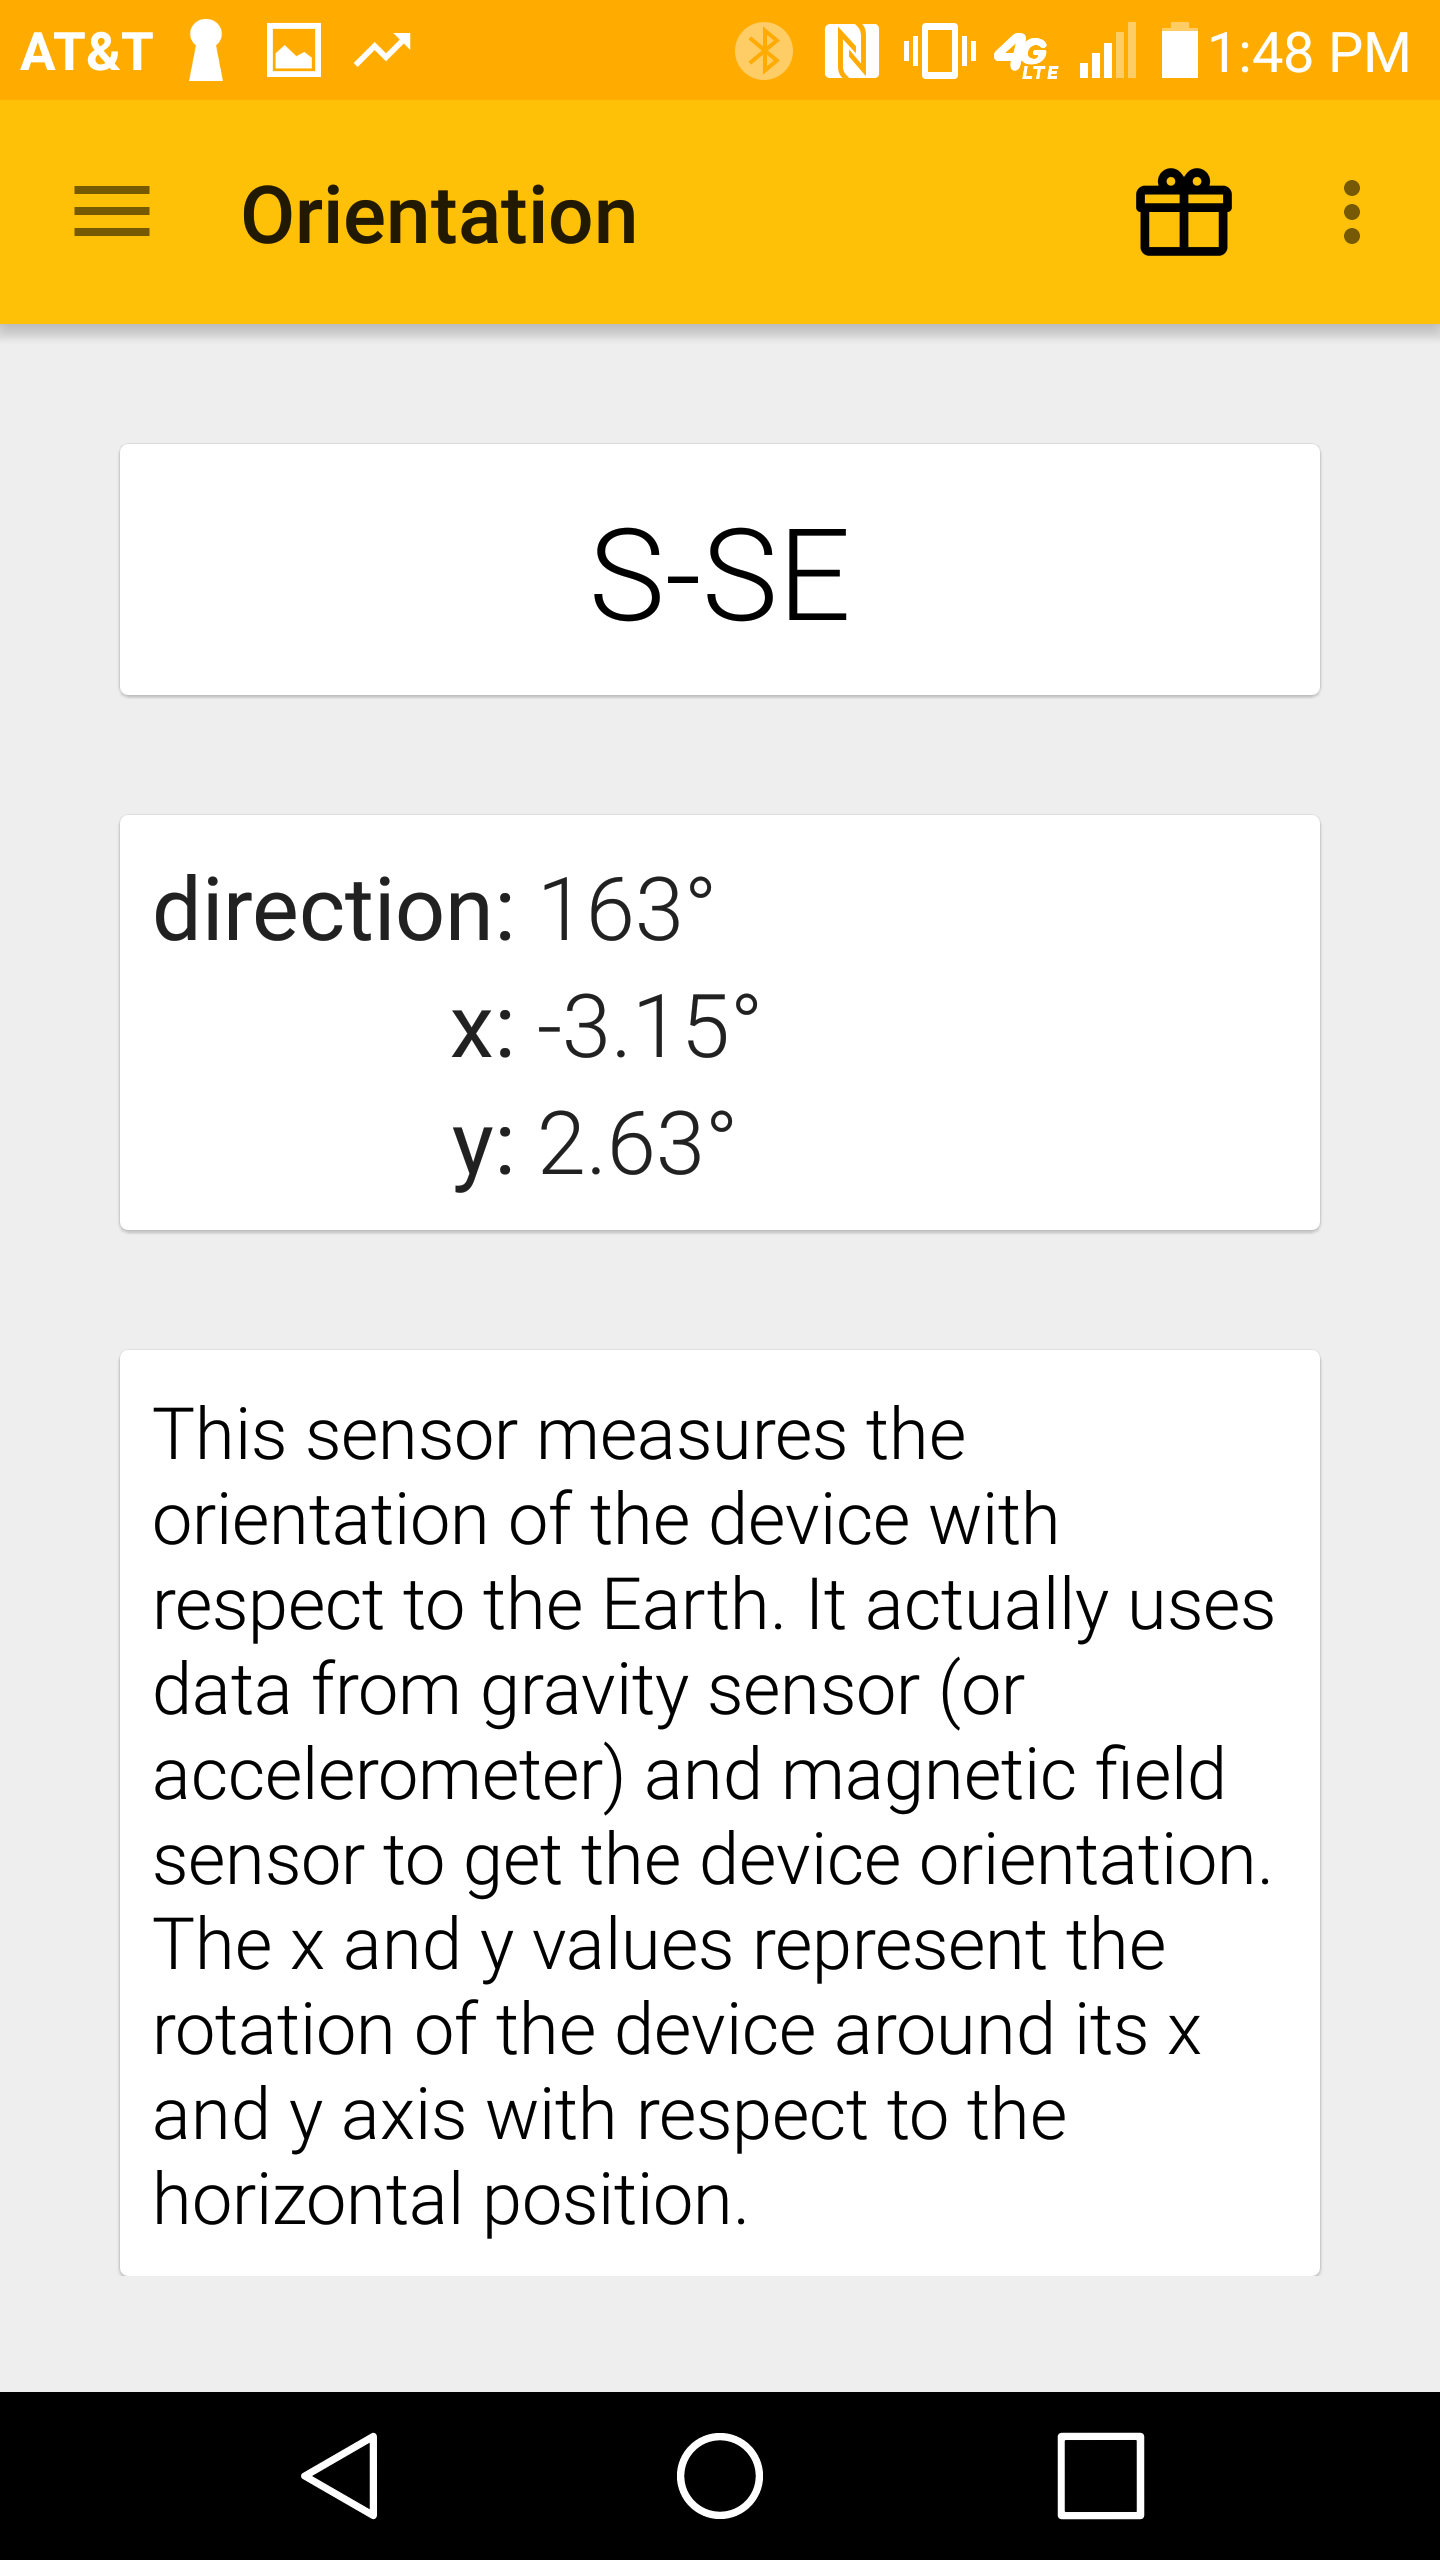 AT&T 4G LTE 1:48 PM
Orientation
S-SE
direction: 163°
x: -3.15°
y: 2.63°
This sensor measures the
orientation of the device with
respect to the Earth. It actually uses
data from gravity sensor (or
accelerometer) and magnetic field
sensor to get the device orientation.
The x and y values represent the
rotation of the device around its x
and y axis with respect to the
horizontal position.